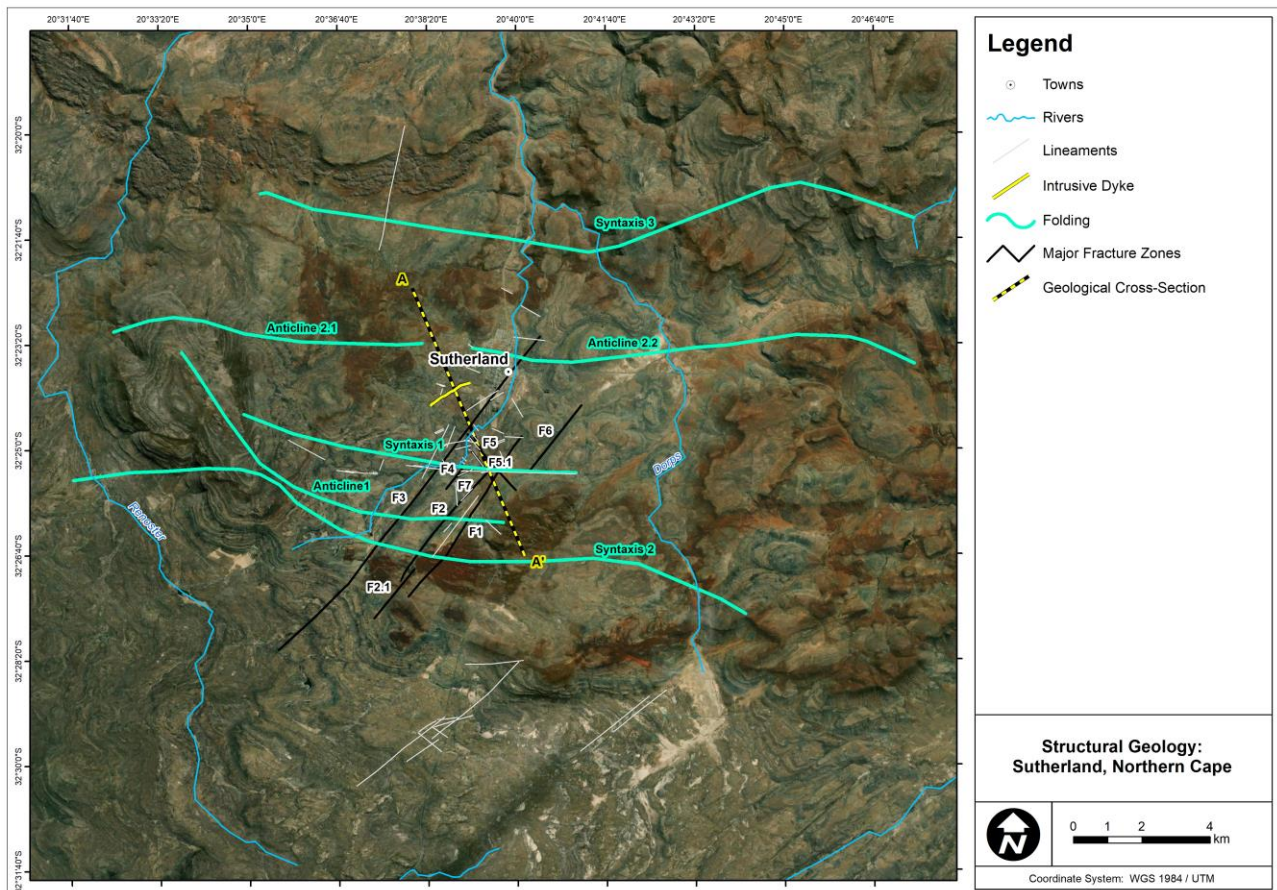 20°31'40"E
20°33'20"E
20°35'0"E
20°36'40"E
20°38'20"E
20°40'0"E
20°41'40"E
20°43'20"E
20°45'0"E
20°46'40"E
32°20'0"S
32°21'40"S
32°23'20"S
32°25'0"S
32°26'40"S
32°28'20"S
32°30'0"S
32°31'40"S
Syntaxis 3
A
Anticline 2.1
Anticline 2.2
Sutherland
Syntaxis 1
F5
F6
F5.1
F4
F7
Dorps
Anticline1
F3
F2
F1
Renoster
Syntaxis 2
A'
F2.1
Legend
Towns
Rivers
Lineaments
Intrusive Dyke
Folding
Major Fracture Zones
Geological Cross-Section
Structural Geology:
Sutherland, Northern Cape
N
0 1 2 4
km
Coordinate System: WGS 1984 / UTM